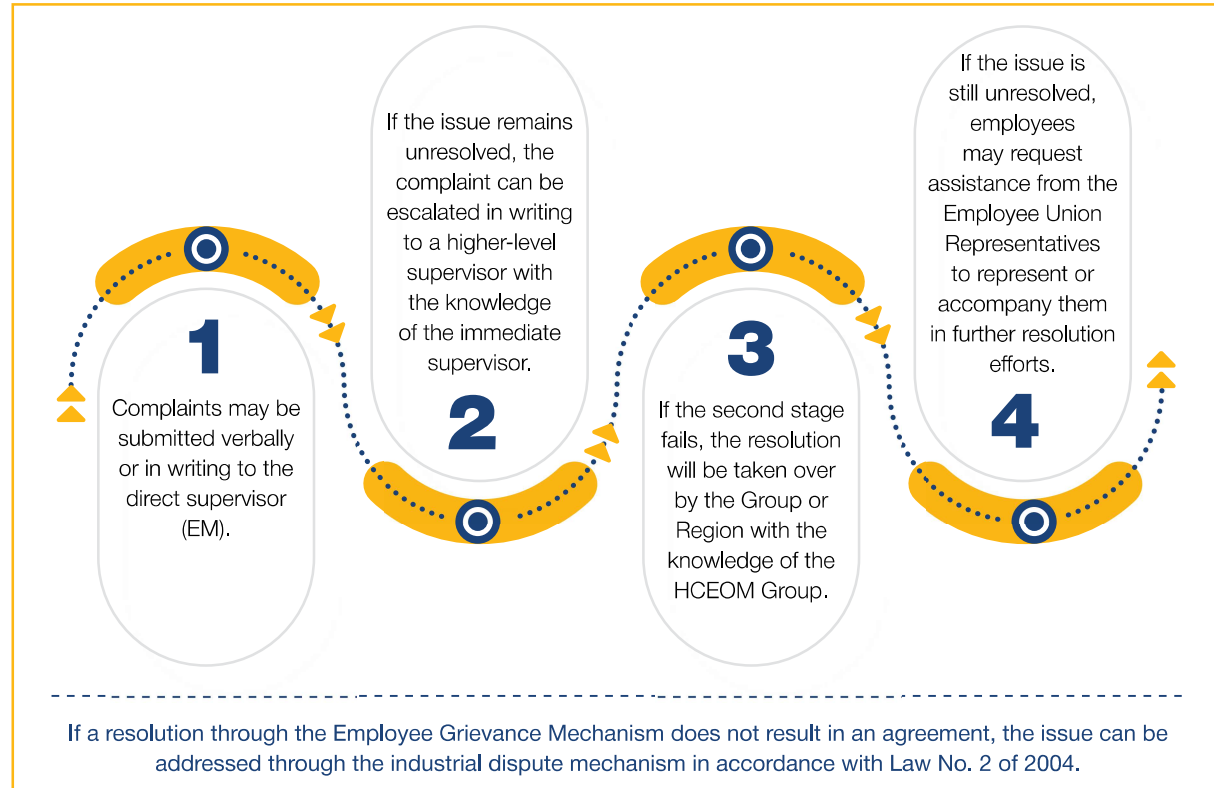 1
Complaints may be
submitted verbally
or in writing to the
direct supervisor
(EM).
If the issue remains
unresolved, the
complaint can be
escalated in writing
to a higher-level
supervisor with
the knowledge
of the immediate
supervisor.
2
3
If the second stage
fails, the resolution
will be taken over
by the Group or
Region with the
knowledge of the
HCEOM Group.
If the issue is
still unresolved,
employees
may request
assistance from the
Employee Union
Representatives
to represent or
accompany them
in further resolution
efforts.
4
If a resolution through the Employee Grievance Mechanism does not result in an agreement, the issue can be
addressed through the industrial dispute mechanism in accordance with Law No. 2 of 2004.